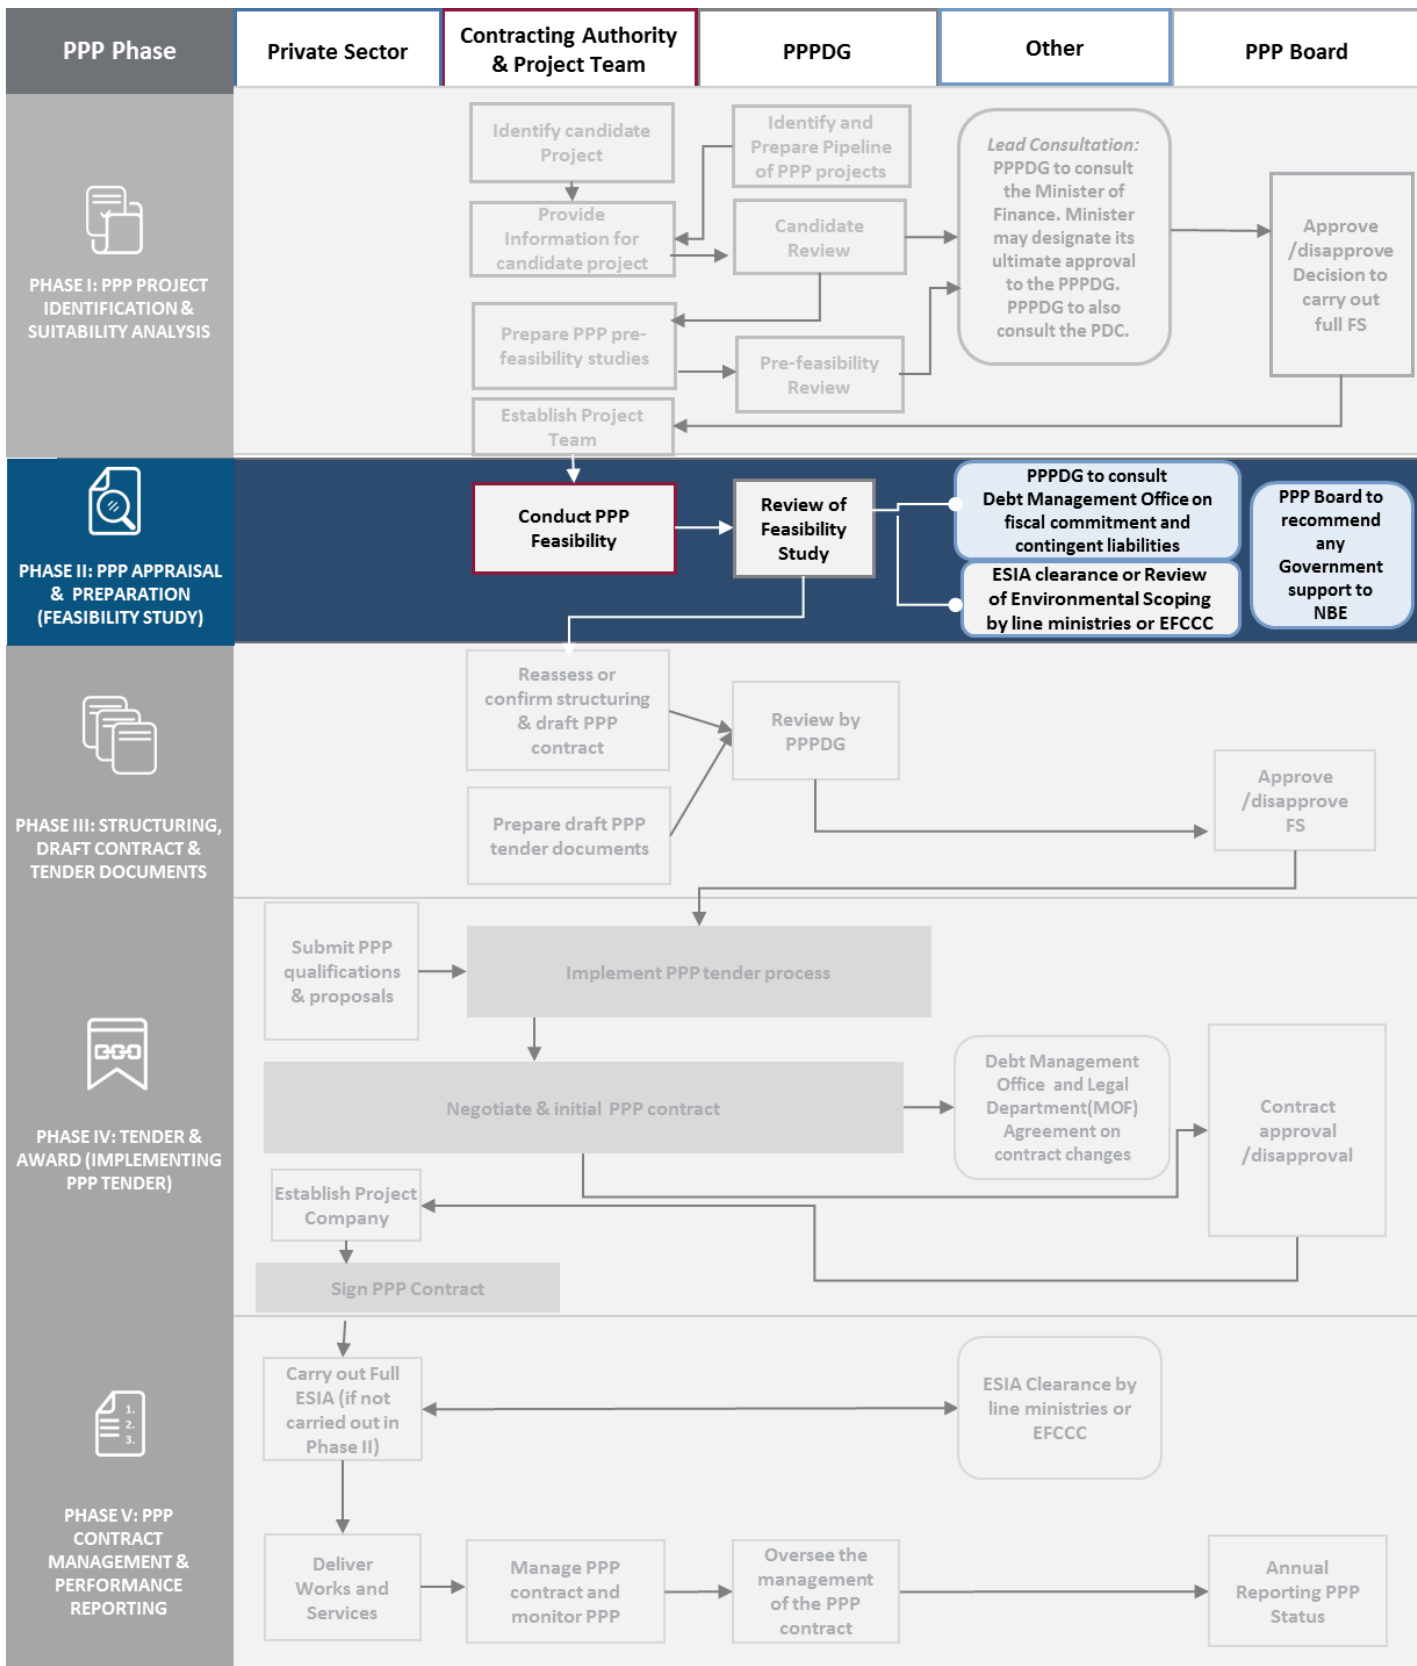 PPP Phase
Private Sector
Contracting Authority
& Project Team
PPPDG
Other
PPP Board
PHASE I: PPP PROJECT
IDENTIFICATION &
SUITABILITY ANALYSIS
Identify candidate
Project
Identify and
Prepare Pipeline
of PPP projects
Provide
Information for
candidate project
Candidate
Review
Lead Consultation:
PPPDG to consult
the Minister of
Finance. Minister
may designate its
ultimate approval
to the PPPDG.
PPPDG to also
consult the PDC.
Approve
/disapprove
Decision to
carry out
full FS
Prepare PPP pre-
feasibility studies
Pre-feasibility
Review
Establish Project
Team
PHASE II: PPP APPRAISAL
& PREPARATION
(FEASIBILITY STUDY)
Conduct PPP
Feasibility
Review of
Feasibility
Study
PPPDG to consult
Debt Management Office on
fiscal commitment and
contingent liabilities
ESIA clearance or Review
of Environmental Scoping
by line ministries or EFCCC
PPP Board to
recommend
any
Government
support to
NBE
PHASE III: STRUCTURING,
DRAFT CONTRACT &
TENDER DOCUMENTS
Reassess or
confirm structuring
& draft PPP
contract
Review by
PPPDG
Prepare draft PPP
tender documents
Approve
/disapprove
FS
PHASE IV: TENDER &
AWARD (IMPLEMENTING
PPP TENDER)
Submit PPP
qualifications
& proposals
Implement PPP tender process
Negotiate & initial PPP contract
Debt Management
Office and Legal
Department(MOF)
Agreement on
contract changes
Contract
approval
/disapproval
Establish Project
Company
Sign PPP Contract
1.
2.
3.
PHASE V: PPP
CONTRACT
MANAGEMENT &
PERFORMANCE
REPORTING
Carry out Full
ESIA (if not
carried out in
Phase II)
ESIA Clearance by
line ministries or
EFCCC
Deliver
Works and
Services
Manage PPP
contract and
monitor PPP
Oversee the
management
of the PPP
contract
Annual
Reporting PPP
Status